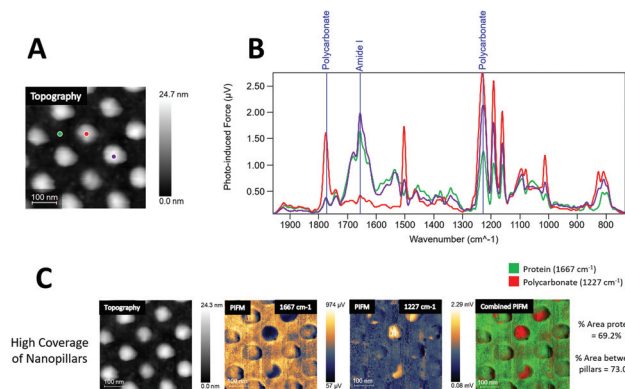 A
Topography
24.7 nm
0.0 nm
100 nm
B
Polycarbonate
Amide I
Polycarbonate
Photo-induced Force (µV)
2.50
2.00
1.50
1.00
0.50
1900 1800 1700 1600 1500 1400 1300 1200 1100 1000 900 800
Wavenumber (cm^-1)
Protein (1667 cm-1)
Polycarbonate (1227 cm-1)
C
High Coverage
of Nanopillars
Topography
100 nm
24.3 nm
0.0 nm
PiFM 1667 cm-1
100 nm
974 µV
57 µV
PiFM 1227 cm-1
100 nm
2.29 mV
0.08 mV
Combined PiFM
100 nm
% Area prote
= 69.2%
% Area betwe
pillars = 73.0